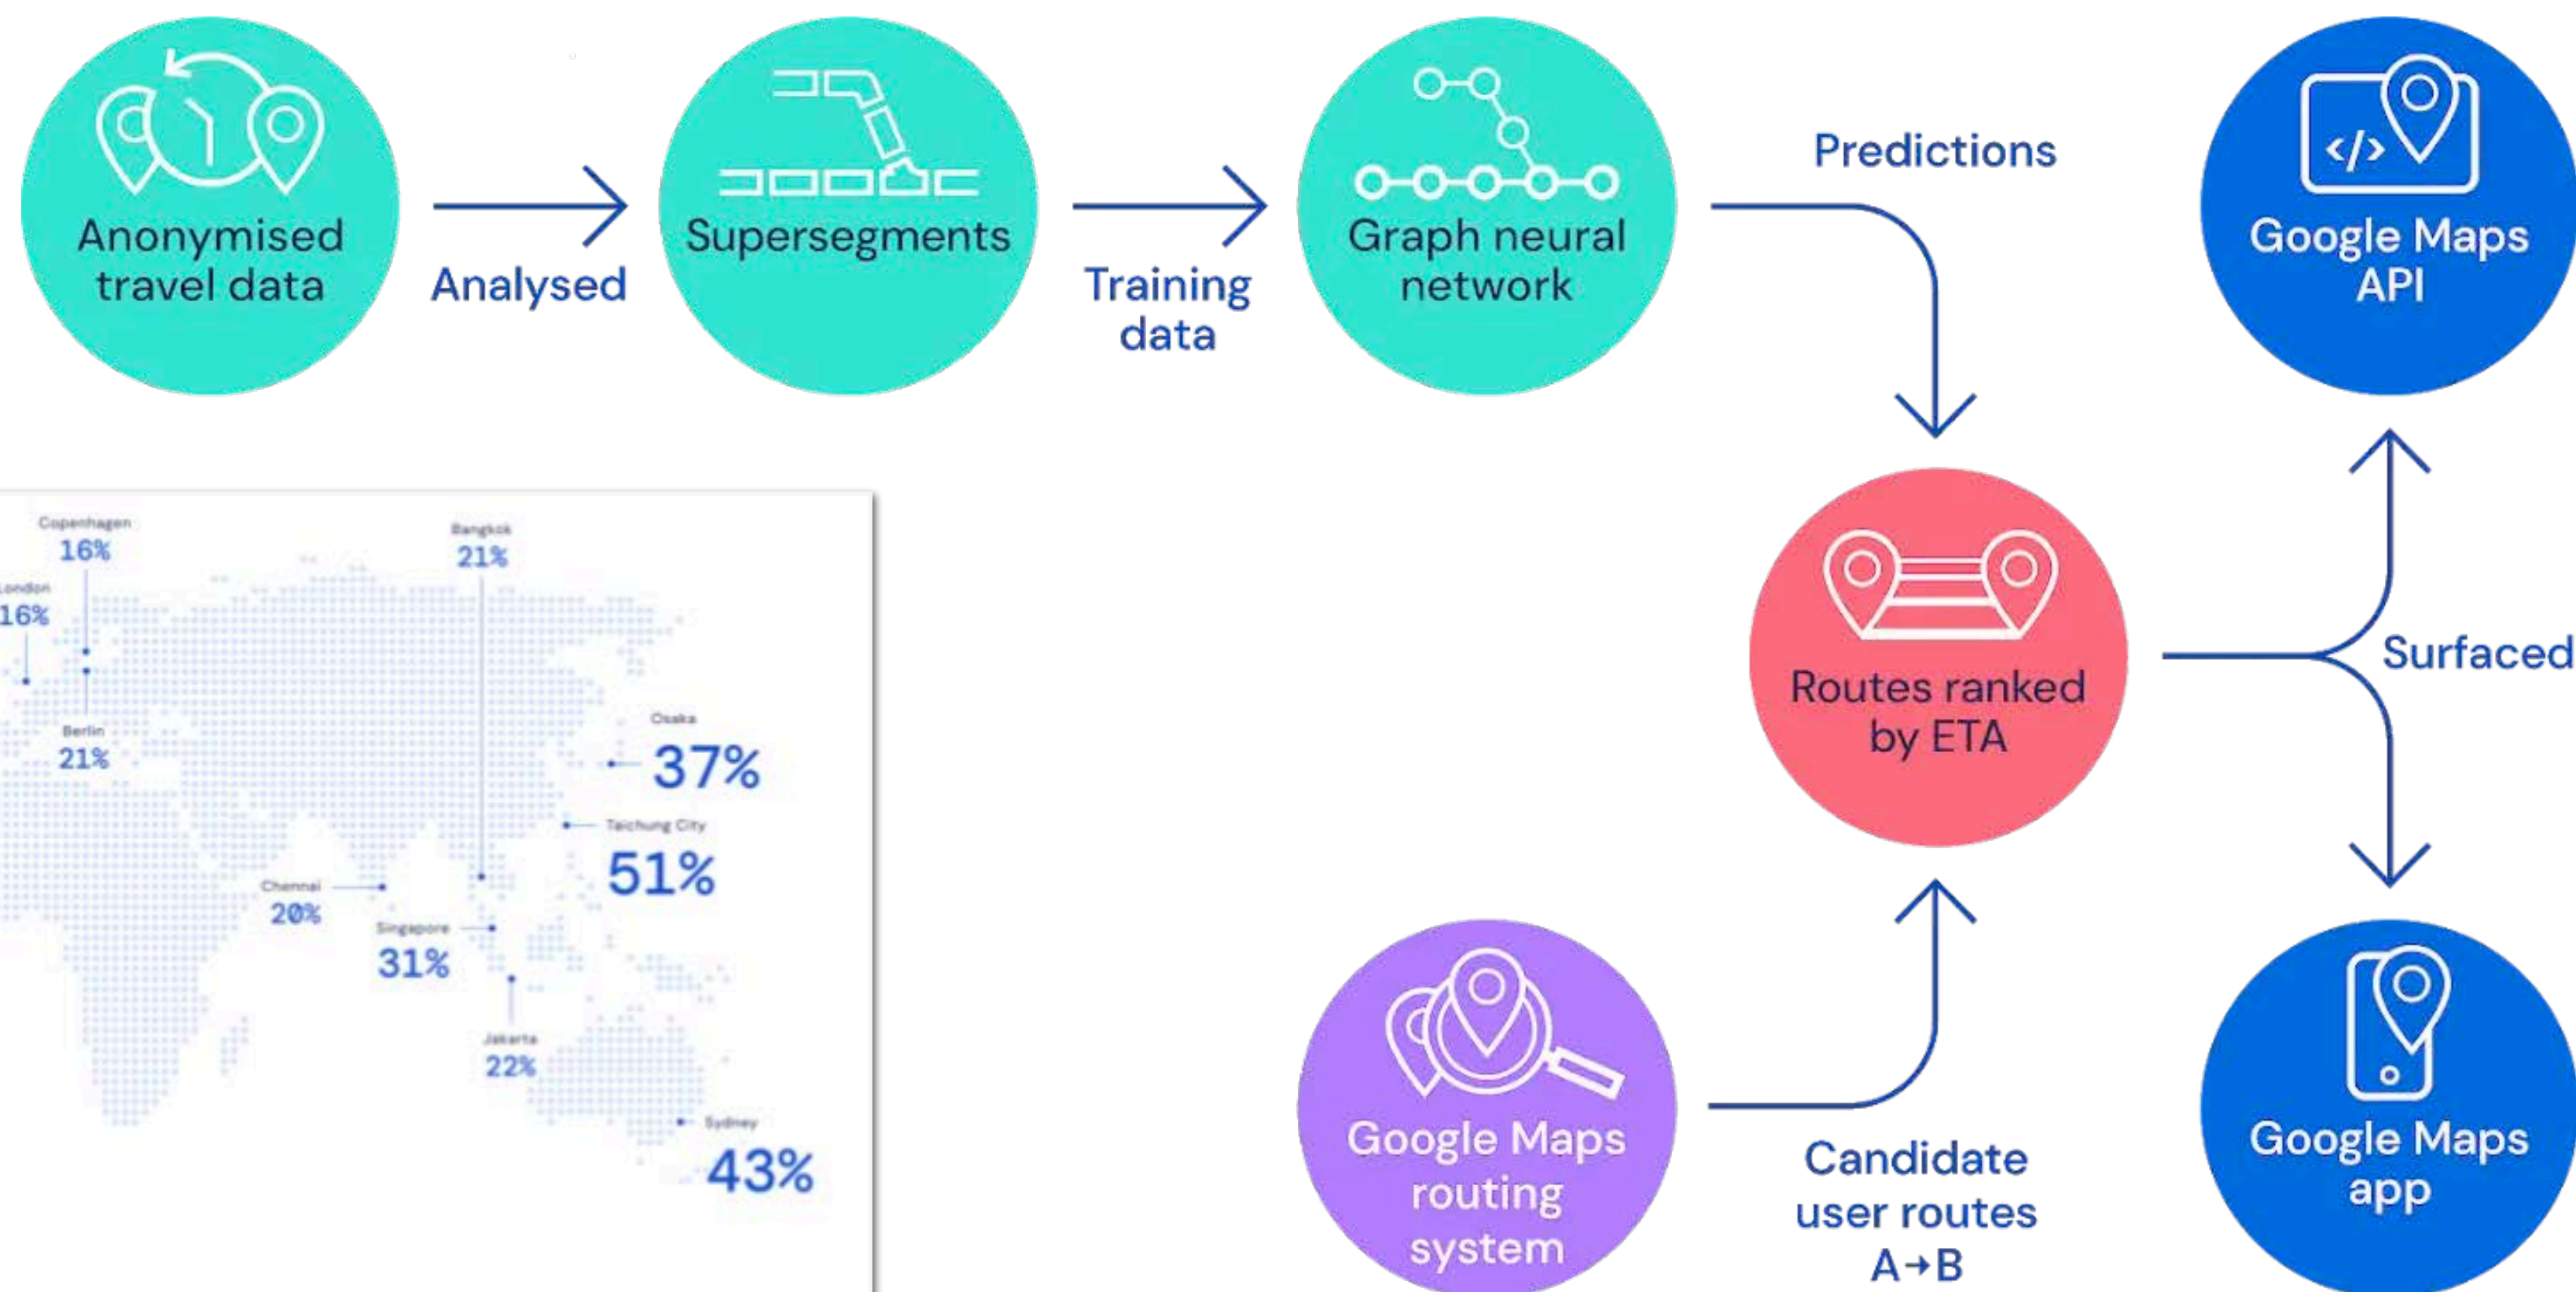 Anonymised
travel data
Analysed
Supersegments
Training
data
Graph neural
network
Predictions
</>
Google Maps
API
Routes ranked
by ETA
Surfaced
Google Maps
routing
system
Candidate
user routes
A→B
Google Maps
app
Copenhagen
16%
Bangkok
21%
London
16%
Berlin
21%
Osaka
37%
Taichung City
51%
Chennai
20%
Singapore
31%
Jakarta
22%
Sydney
43%